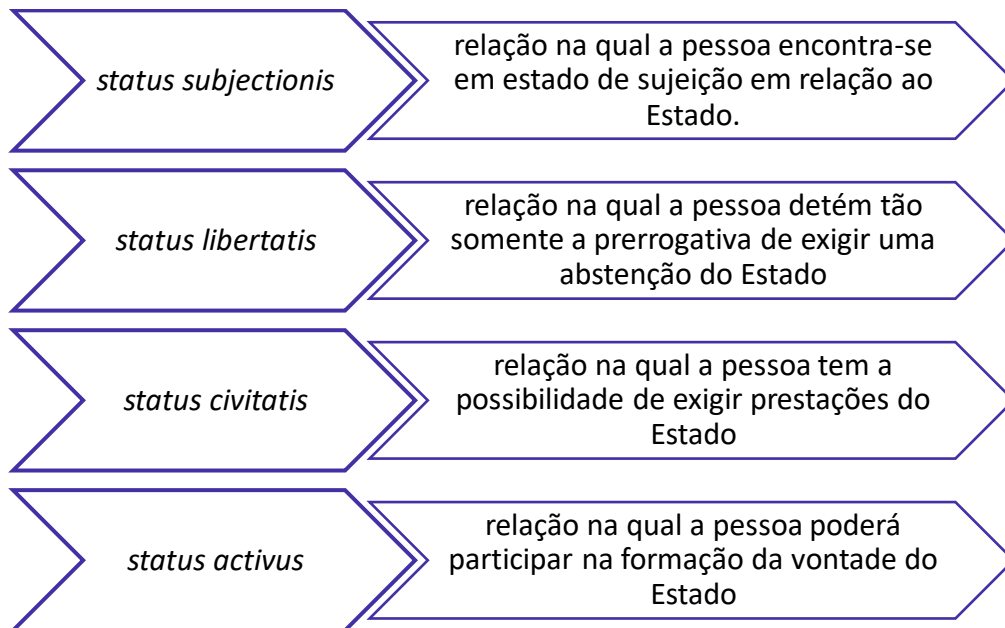 status subjectionis
relação na qual a pessoa encontra-se
em estado de sujeição em relação ao
Estado.
status libertatis
relação na qual a pessoa detém tão
somente a prerrogativa de exigir uma
abstenção do Estado
status civitatis
relação na qual a pessoa tem a
possibilidade de exigir prestações do
Estado
status activus
relação na qual a pessoa poderá
participar na formação da vontade do
Estado